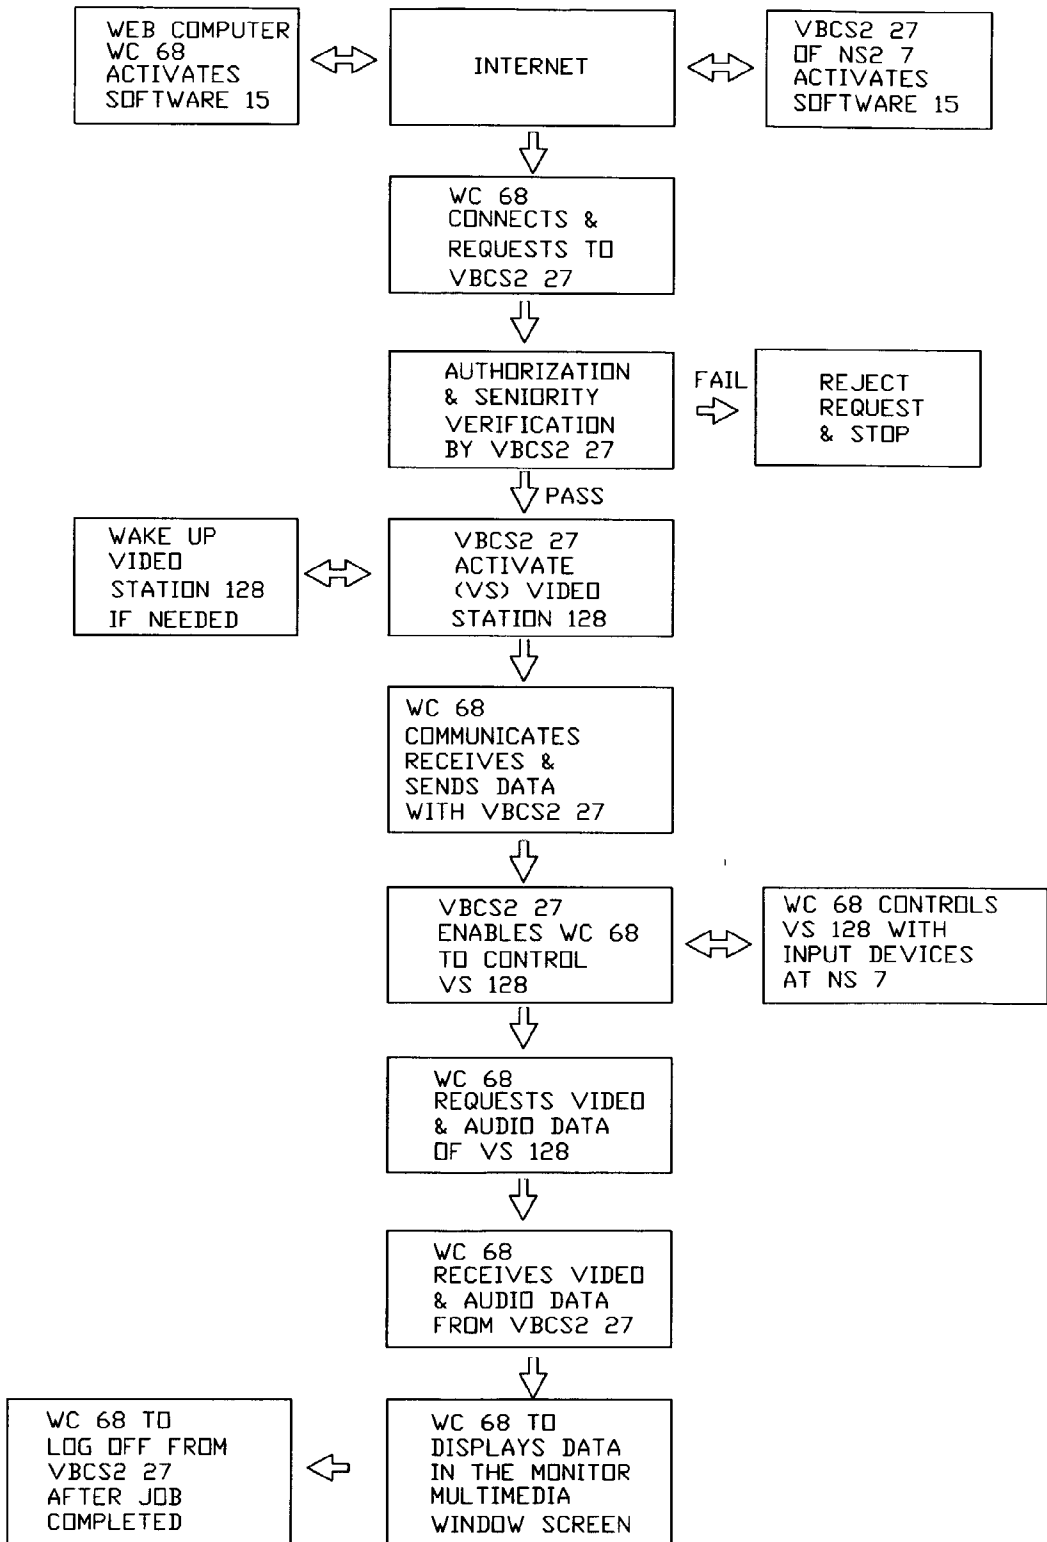 WEB COMPUTER
WC 68
ACTIVATES
SOFTWARE 15
INTERNET
VBCS2 27
OF NS2 7
ACTIVATES
SOFTWARE 15
WC 68
CONNECTS &
REQUESTS TO
VBCS2 27
AUTHORIZATION
& SENIORITY
VERIFICATION
BY VBCS2 27
FAIL
REJECT
REQUEST
& STOP
PASS
WAKE UP
VIDEO
STATION 128
IF NEEDED
VBCS2 27
ACTIVATE
(VS) VIDEO
STATION 128
WC 68
COMMUNICATES
RECEIVES &
SENDS DATA
WITH VBCS2 27
VBCS2 27
ENABLES WC 68
TO CONTROL
VS 128
WC 68 CONTROLS
VS 128 WITH
INPUT DEVICES
AT NS 7
WC 68
REQUESTS VIDEO
& AUDIO DATA
OF VS 128
WC 68
RECEIVES VIDEO
& AUDIO DATA
FROM VBCS2 27
WC 68 TO
DISPLAYS DATA
IN THE MONITOR
MULTIMEDIA
WINDOW SCREEN
WC 68 TO
LOG OFF FROM
VBCS2 27
AFTER JOB
COMPLETED